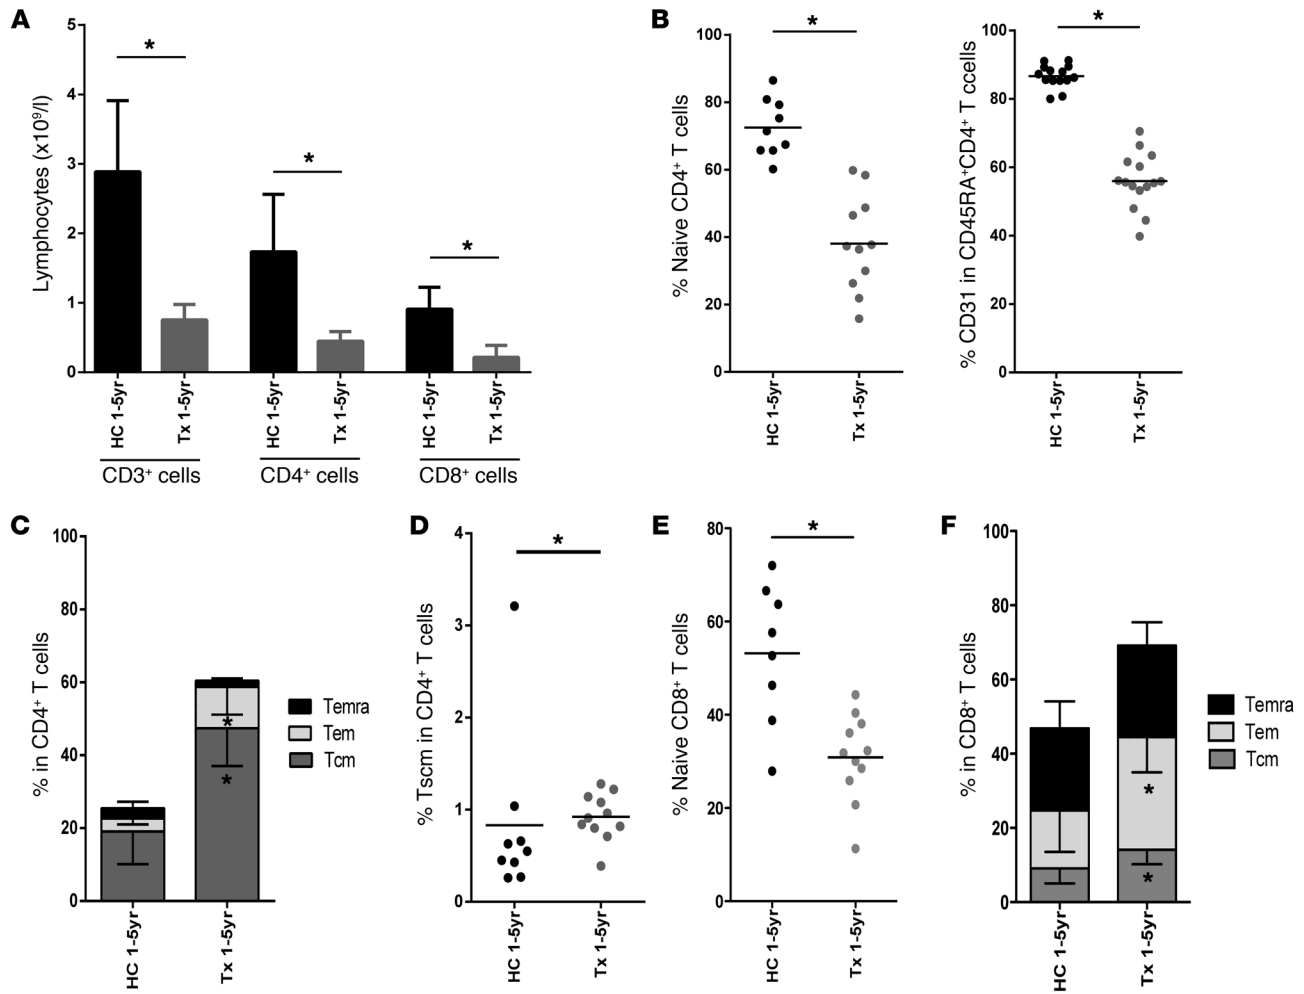 A
Lymphocytes (x10⁹/l)
5
4
3
2
1
0
*
*
*
HC 1-5yr
Tx 1-5yr
HC 1-5yr
Tx 1-5yr
HC 1-5yr
Tx 1-5yr
CD3⁺ cells
CD4⁺ cells
CD8⁺ cells
B
% Naive CD4⁺ T cells
100
80
60
40
20
0
*
HC 1-5yr
Tx 1-5yr
% CD31 in CD45RA⁺CD4⁺ T ccells
100
80
60
40
20
0
*
HC 1-5yr
Tx 1-5yr
C
% in CD4⁺ T cells
100
80
60
40
20
0
*
*
HC 1-5yr
Tx 1-5yr
Temra
Tem
Tcm
D
% Tscm in CD4⁺ T cells
4
3
2
1
0
*
HC 1-5yr
Tx 1-5yr
E
% Naive CD8⁺ T cells
80
60
40
20
0
*
HC 1-5yr
Tx 1-5yr
F
% in CD8⁺ T cells
100
80
60
40
20
0
*
*
HC 1-5yr
Tx 1-5yr
Temra
Tem
Tcm